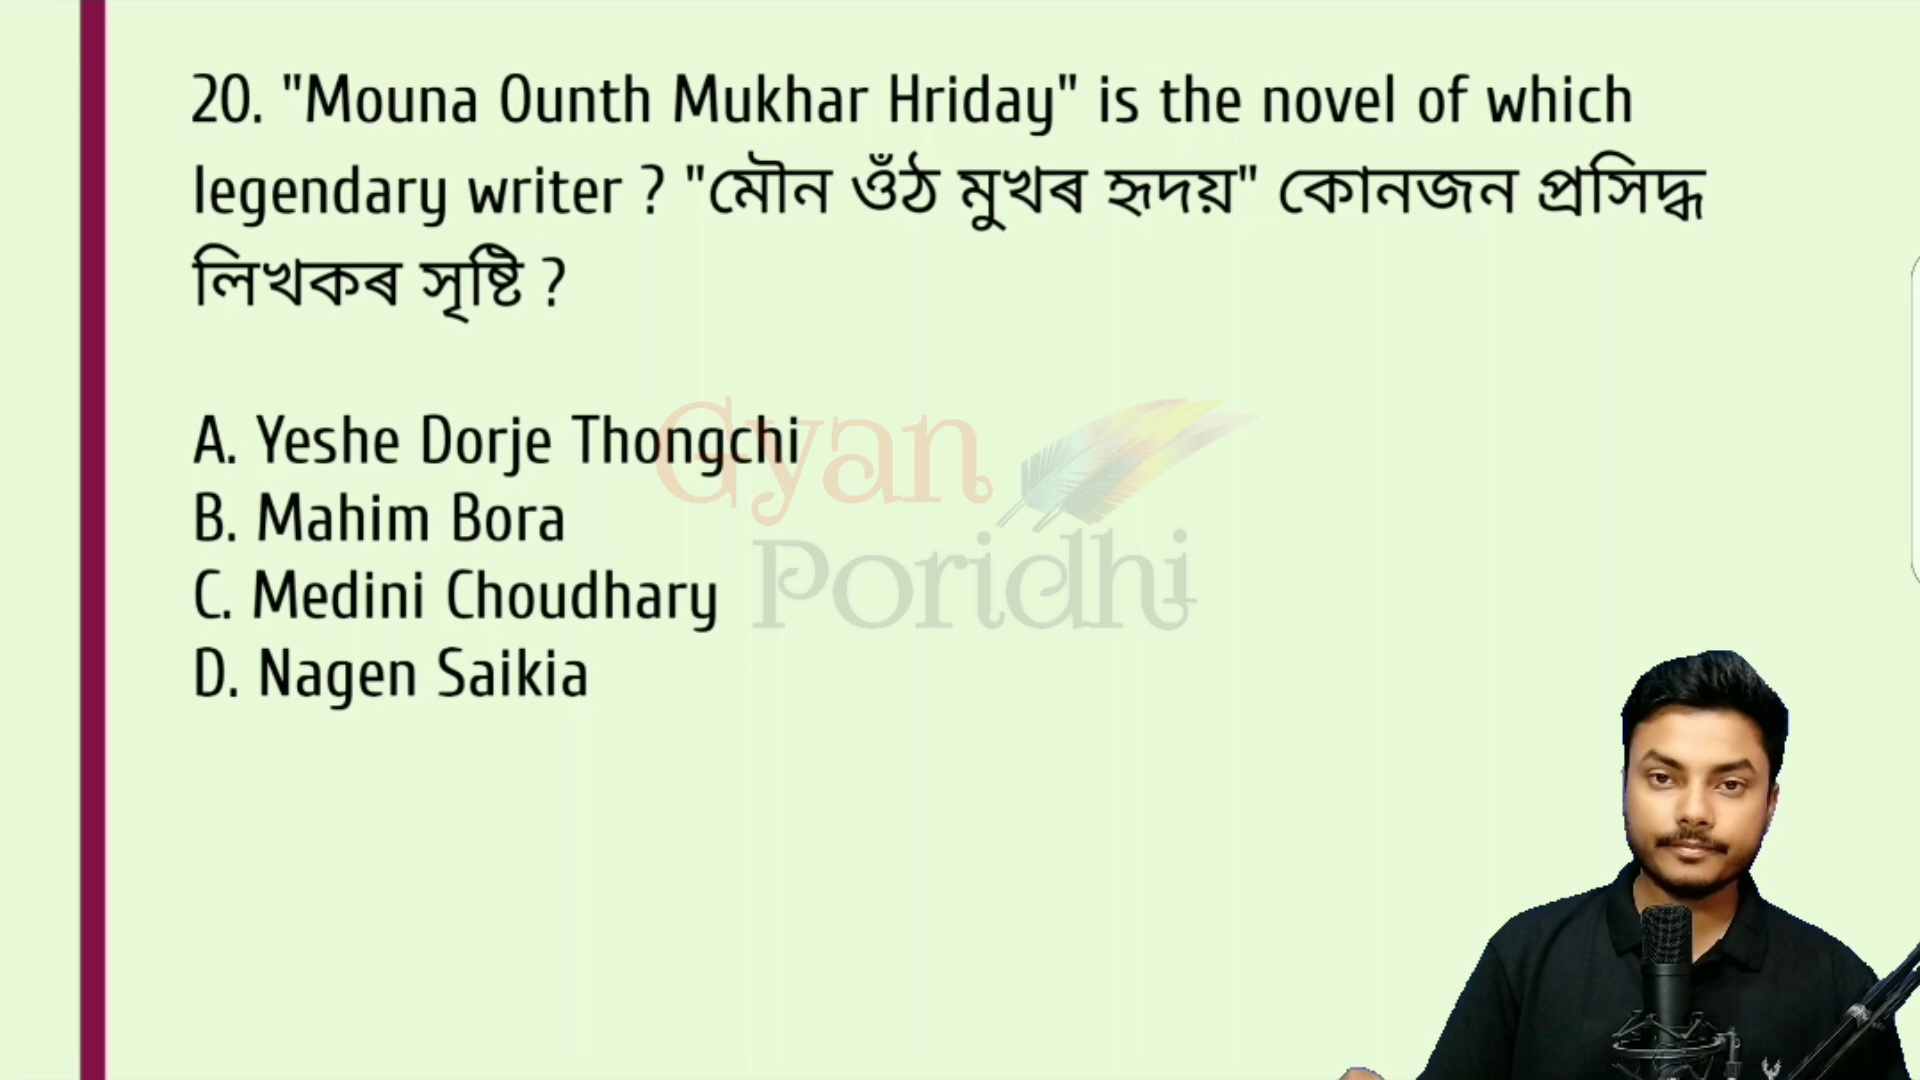 20. "Mouna Ounth Mukhar Hriday" is the novel of which
legendary writer ? "মৌন ওঁঠ মুখৰ হৃদয়" কোনজন প্ৰসিদ্ধ
লিখকৰ সৃষ্টি ?
A. Yeshe Dorje Thongchi
B. Mahim Bora
C. Medini Choudhary
D. Nagen Saikia
Gyan
Poridhi